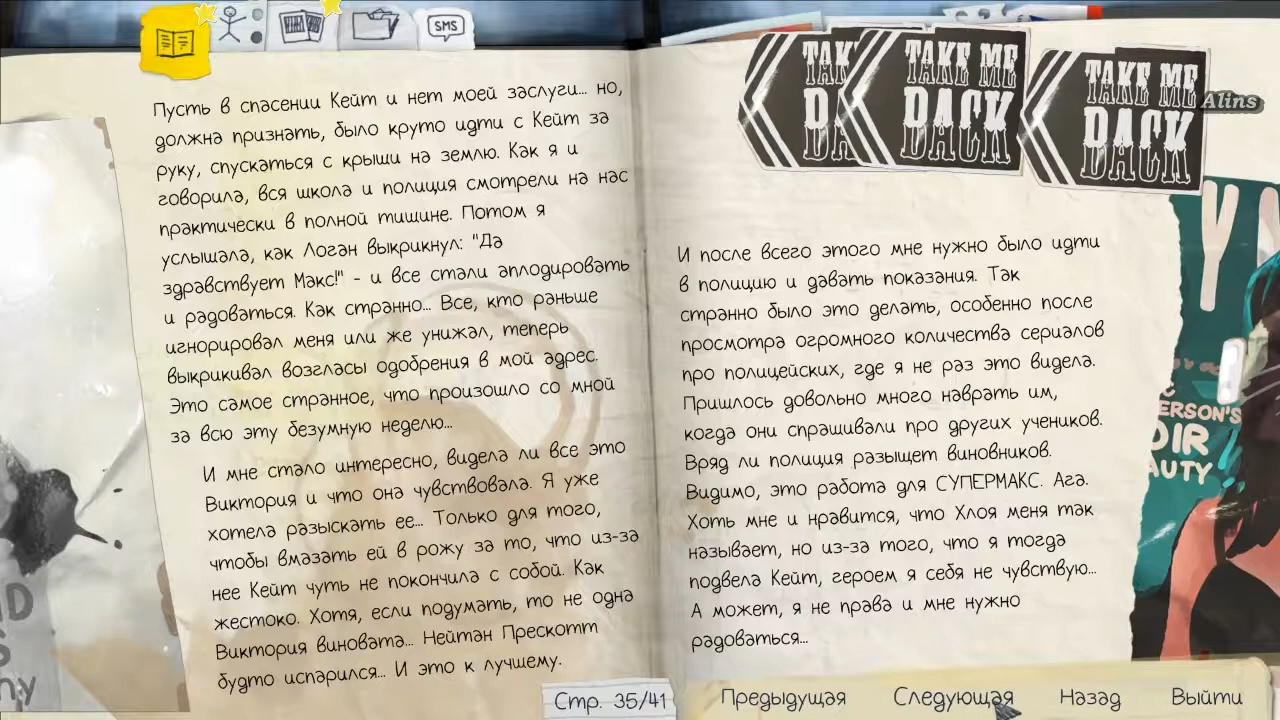 SMS
Пусть в спасении Кейт и нет моей заслуги... но,
должна признать, было круто идти с Кейт за
руку, спускаться с крыши на землю. Как я и
говорила, вся школа и полиция смотрели на нас
практически в полной тишине. Потом я
услышала, как Логан выкрикнул: "Да
здравствует Макс!" - и все стали аплодировать
и радоваться. Как странно... Все, кто раньше
игнорировал меня или же унижал, теперь
выкрикивал возгласы одобрения в мой адрес.
Это самое странное, что произошло со мной
за всю эту безумную неделю...
И мне стало интересно, видела ли все это
Виктория и что она чувствовала. Я уже
хотела разыскать ее... Только для того,
чтобы вмазать ей в рожу за то, что из-за
нее Кейт чуть не покончила с собой. Как
жестоко. Хотя, если подумать, то не одна
Виктория виновата... Нейтан Прескотт
будто испарился... И это к лучшему.
TAKE ME
DACK
TAKE ME
DACK
Alins
И после всего этого мне нужно было идти
в полицию и давать показания. Так
странно было это делать, особенно после
просмотра огромного количества сериалов
про полицейских, где я не раз это видела.
Пришлось довольно много наврать им,
когда они спрашивали про других учеников.
Вряд ли полиция разыщет виновников.
Видимо, это работа для СУПЕРМАКС. Ага.
Хоть мне и нравится, что Хлоя меня так
называет, но из-за того, что я тогда
подвела Кейт, героем я себя не чувствую...
А может, я не права и мне нужно
радоваться...
ERSON'S
Стр. 35/41
Предыдущая
Следующая
Назад
Выйти